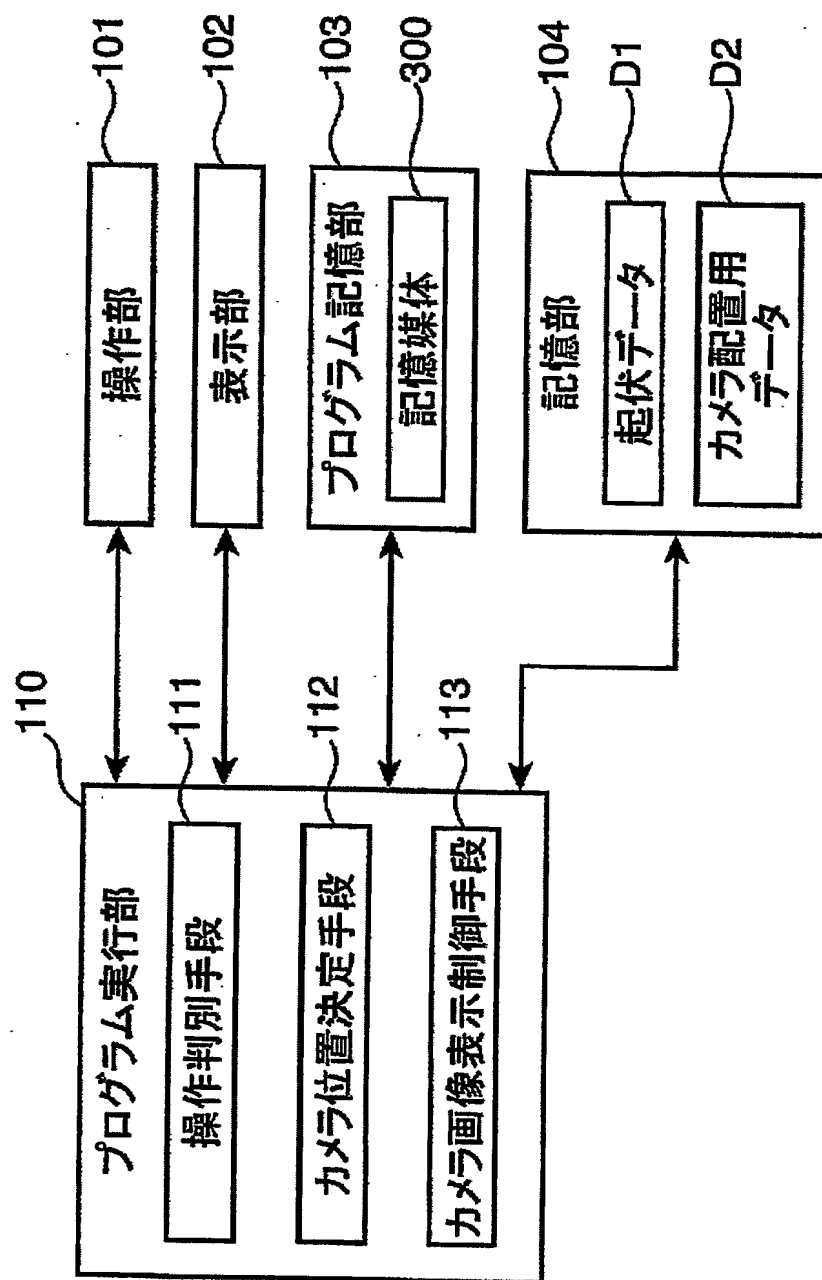 110
プログラム実行部
111
操作判別手段
112
カメラ位置決定手段
113
カメラ画像表示制御手段
101
操作部
102
表示部
103
プログラム記憶部
300
記憶媒体
104
記憶部
D1
起伏データ
D2
カメラ配置用
データ